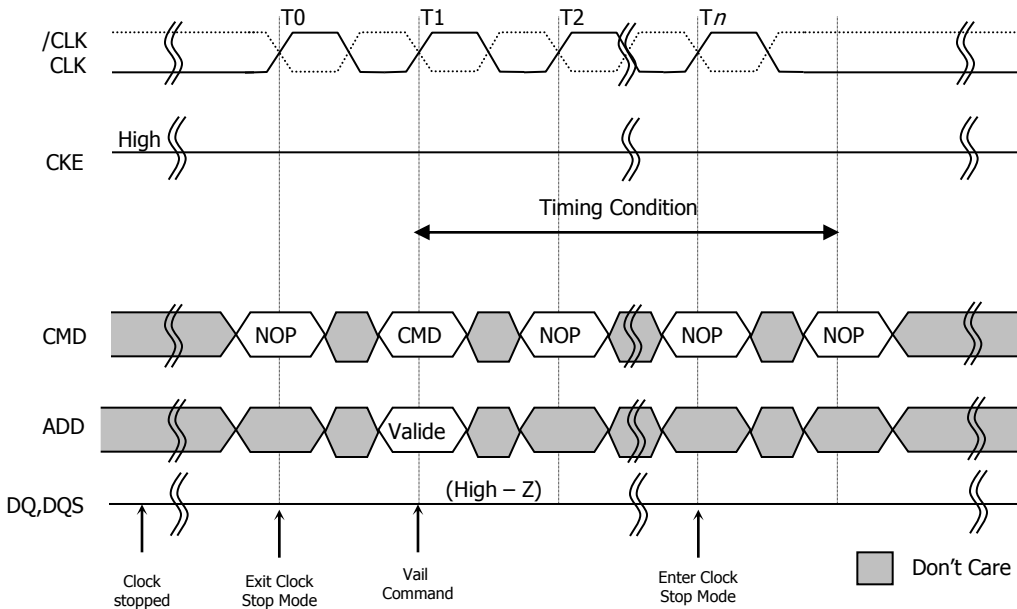 T0 T1 T2 Tn
/CLK
CLK
High
CKE
Timing Condition
CMD NOP CMD NOP NOP NOP
ADD Valide
(High – Z)
DQ,DQS
Clock
stopped
Exit Clock
Stop Mode
Vail
Command
Enter Clock
Stop Mode
Don't Care